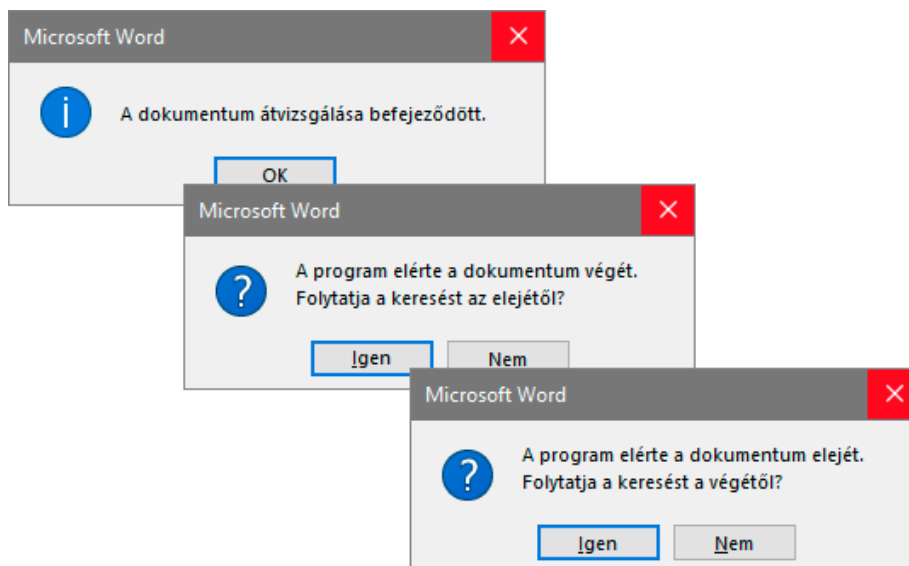 Microsoft Word
A dokumentum átvizsgálása befejeződött.
OK
Microsoft Word
A program elérte a dokumentum végét.
Folytatja a keresést az elejétől?
Igen Nem
Microsoft Word
A program elérte a dokumentum elejét.
Folytatja a keresést a végétől?
Igen Nem